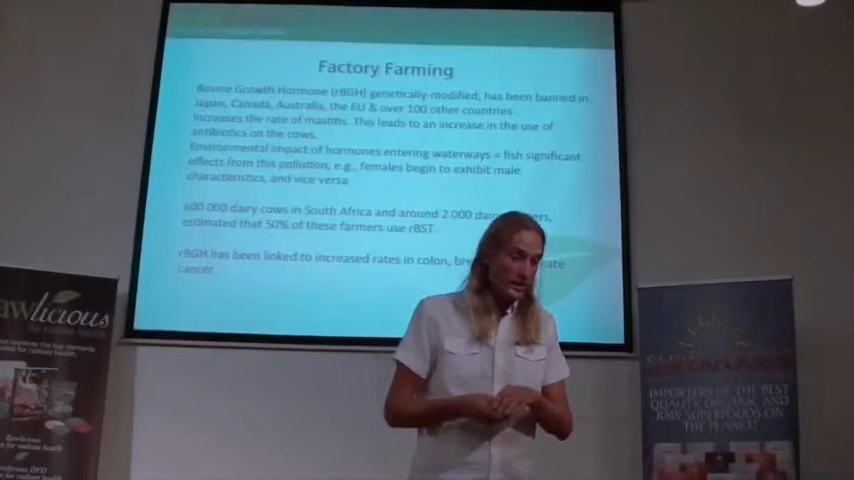 Factory Farming
Bovine Growth Hormone (rBGH) genetically-modified, has been banned in
Japan, Canada, Australia, the EU & over 100 other countries
Increases the rate of mastitis. This leads to an increase in the use of
antibiotics on the cows.
Environmental impact of hormones entering waterways = fish significant
effects from this pollution, e.g., females begin to exhibit male
characteristics, and vice versa
600 000 dairy cows in South Africa and around 2 000 dairy
estimated that 50% of these farmers use rBST.
rBGH has been linked to increased rates in colon,
cancer
for radiant health
IMPORTERS OF THE BEST
QUALITY, ORGANIC AND
RAW SUPERFOODS ON
THE PLANET!